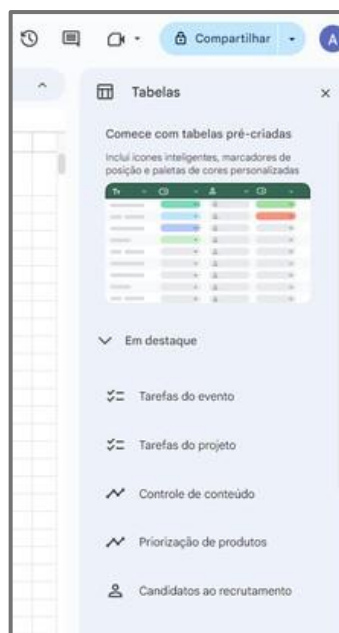 Compartilhar
A
Tabelas
Comece com tabelas pré-criadas
Inclui ícones inteligentes, marcadores de
posição e paletas de cores personalizadas
Tт
Em destaque
Tarefas do evento
Tarefas do projeto
Controle de conteúdo
Priorização de produtos
Candidatos ao recrutamento